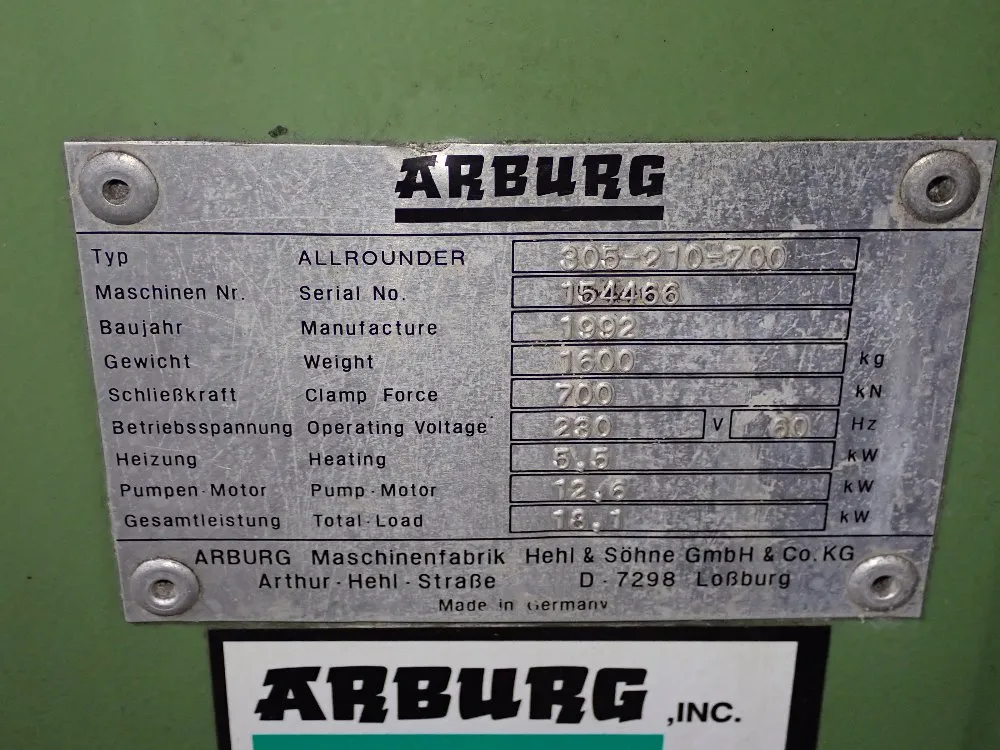 ARBURG
Typ ALLROUNDER 305-210-700
Maschinen Nr. Serial No. 154466
Baujahr Manufacture 1992
Gewicht Weight 1600 kg
Schließkraft Clamp Force 700 kN
Betriebsspannung Operating Voltage 230 V 60 Hz
Heizung Heating 5,5 kW
Pumpen-Motor Pump-Motor 12,6 kW
Gesamtleistung Total-Load 18,1 kW
ARBURG Maschinenfabrik Hehl & Söhne GmbH & Co. KG
Arthur-Hehl-Straße D-7298 Loßburg
Made in Germany
ARBURG , INC.